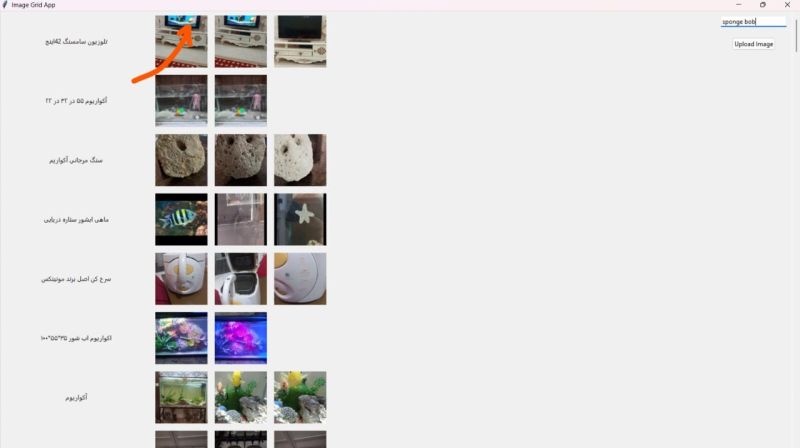 Image Grid App
sponge bob
Upload Image
تلوزیون سامسنگ 42اینچ
آکواریوم ۵۵ در ۳۲ در ۲۲
سنگ مرجانی آکواریم
ماهی ابشور ستاره دریایی
سرخ کن اصل برند مولینکس
اکواریوم اب شور ۳۵*۵۵*۱۰۰
آکواریوم